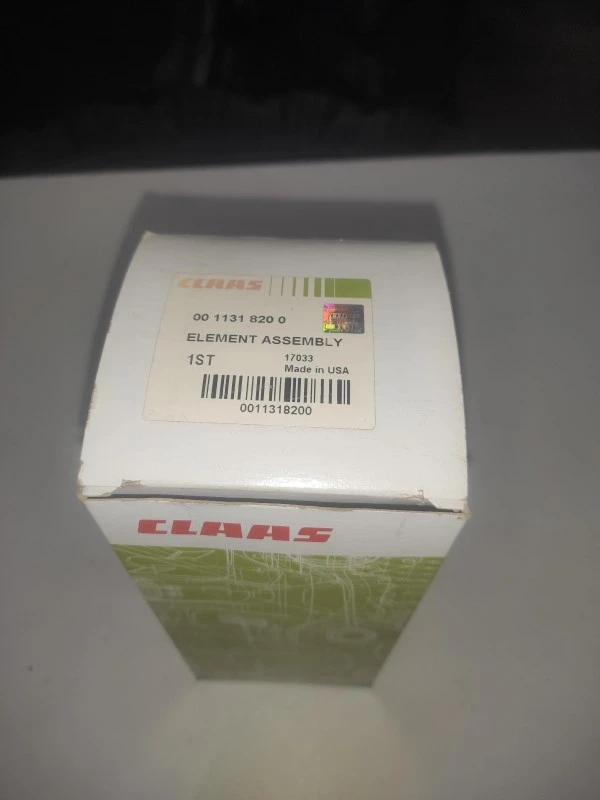 CLAAS
00 1131 820 0
ELEMENT ASSEMBLY
1ST
17033
Made in USA
0011318200
CLAAS